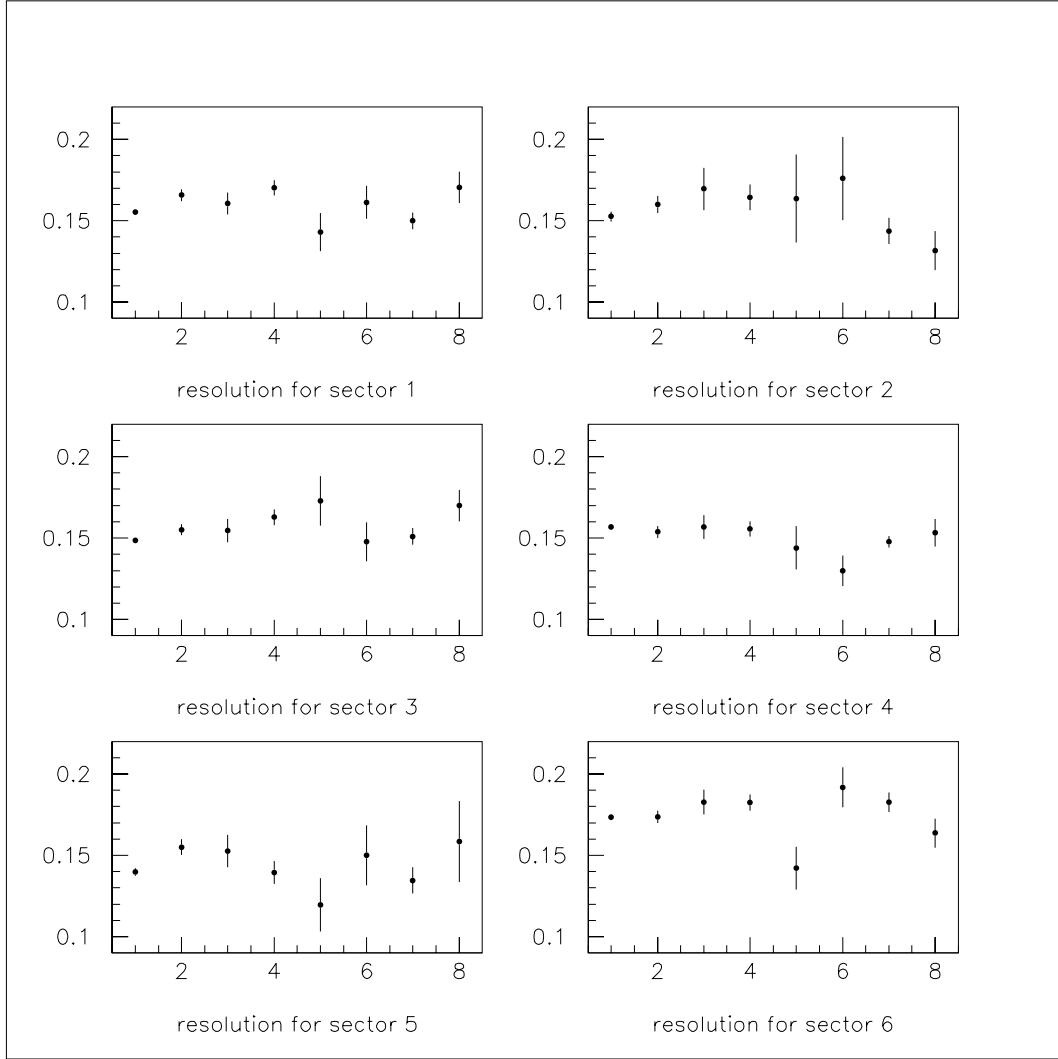 0.2
0.15
0.1
2 4 6 8
resolution for sector 1
0.2
0.15
0.1
2 4 6 8
resolution for sector 2
0.2
0.15
0.1
2 4 6 8
resolution for sector 3
0.2
0.15
0.1
2 4 6 8
resolution for sector 4
0.2
0.15
0.1
2 4 6 8
resolution for sector 5
0.2
0.15
0.1
2 4 6 8
resolution for sector 6